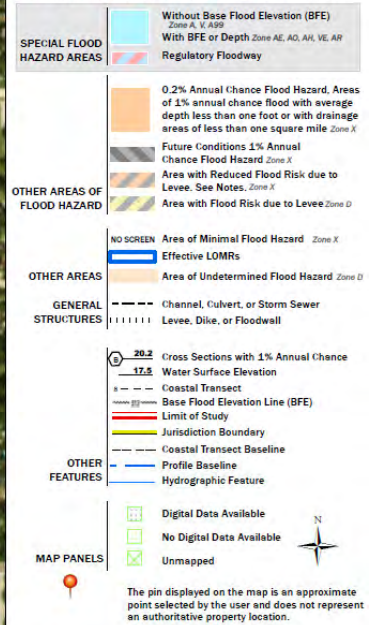 SPECIAL FLOOD
HAZARD AREAS
Without Base Flood Elevation (BFE)
Zone A, V, A99
With BFE or Depth Zone AE, AO, AH, VE, AR
Regulatory Floodway
OTHER AREAS OF
FLOOD HAZARD
0.2% Annual Chance Flood Hazard, Areas
of 1% annual chance flood with average
depth less than one foot or with drainage
areas of less than one square mile Zone X
Future Conditions 1% Annual
Chance Flood Hazard Zone X
Area with Reduced Flood Risk due to
Levee. See Notes. Zone X
Area with Flood Risk due to Levee Zone D
OTHER AREAS
NO SCREEN Area of Minimal Flood Hazard Zone X
Effective LOMRs
Area of Undetermined Flood Hazard Zone D
GENERAL
STRUCTURES
Channel, Culvert, or Storm Sewer
Levee, Dike, or Floodwall
OTHER
FEATURES
B 20.2 Cross Sections with 1% Annual Chance
17.5 Water Surface Elevation
Coastal Transect
Base Flood Elevation Line (BFE)
Limit of Study
Jurisdiction Boundary
Coastal Transect Baseline
Profile Baseline
Hydrographic Feature
MAP PANELS
Digital Data Available
No Digital Data Available
Unmapped
N
The pin displayed on the map is an approximate
point selected by the user and does not represent
an authoritative property location.